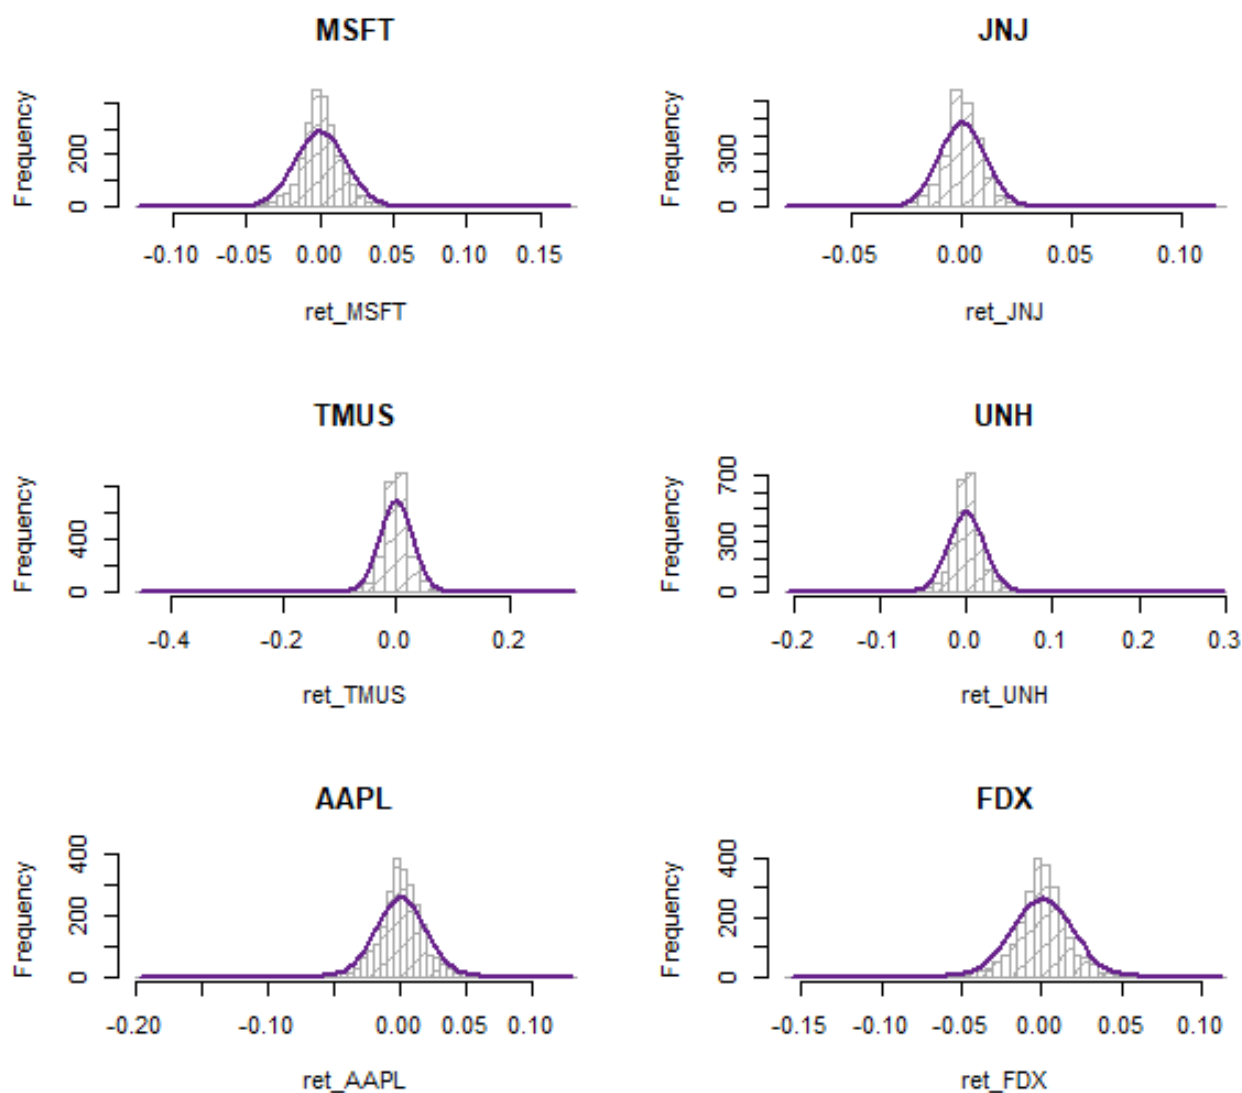 MSFT
JNJ
Frequency
0 200
Frequency
0 300
-0.10 -0.05 0.00 0.05 0.10 0.15
-0.05 0.00 0.05 0.10
ret_MSFT
ret_JNJ
TMUS
UNH
Frequency
0 400
Frequency
0 300 700
-0.4 -0.2 0.0 0.2
-0.2 -0.1 0.0 0.1 0.2 0.3
ret_TMUS
ret_UNH
AAPL
FDX
Frequency
0 200 400
Frequency
0 200 400
-0.20 -0.10 0.00 0.05 0.10
-0.15 -0.10 -0.05 0.00 0.05 0.10
ret_AAPL
ret_FDX